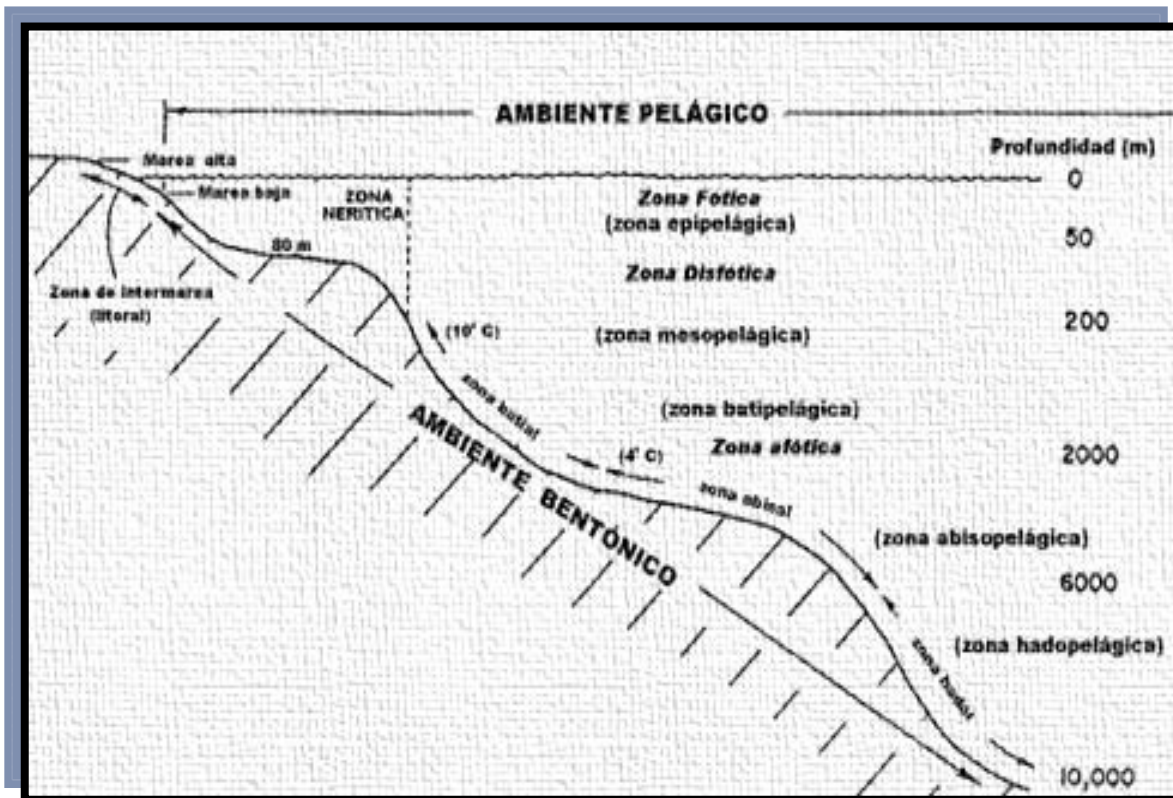 AMBIENTE PELÁGICO
Profundidad (m)
Marea alta
0
Marea baja
ZONA
NERITICA
Zona Fótica
(zona epipelágica)
50
80 m
Zona Disfótica
Zona de intermarea
(litoral)
200
(10° C)
(zona mesopelágica)
zona batial
(zona batipelágica)
Zona afótica
2000
(4° C)
zona abisal
AMBIENTE BENTÓNICO
(zona abisopelágica)
6000
(zona hadopelágica)
zona hadal
10,000